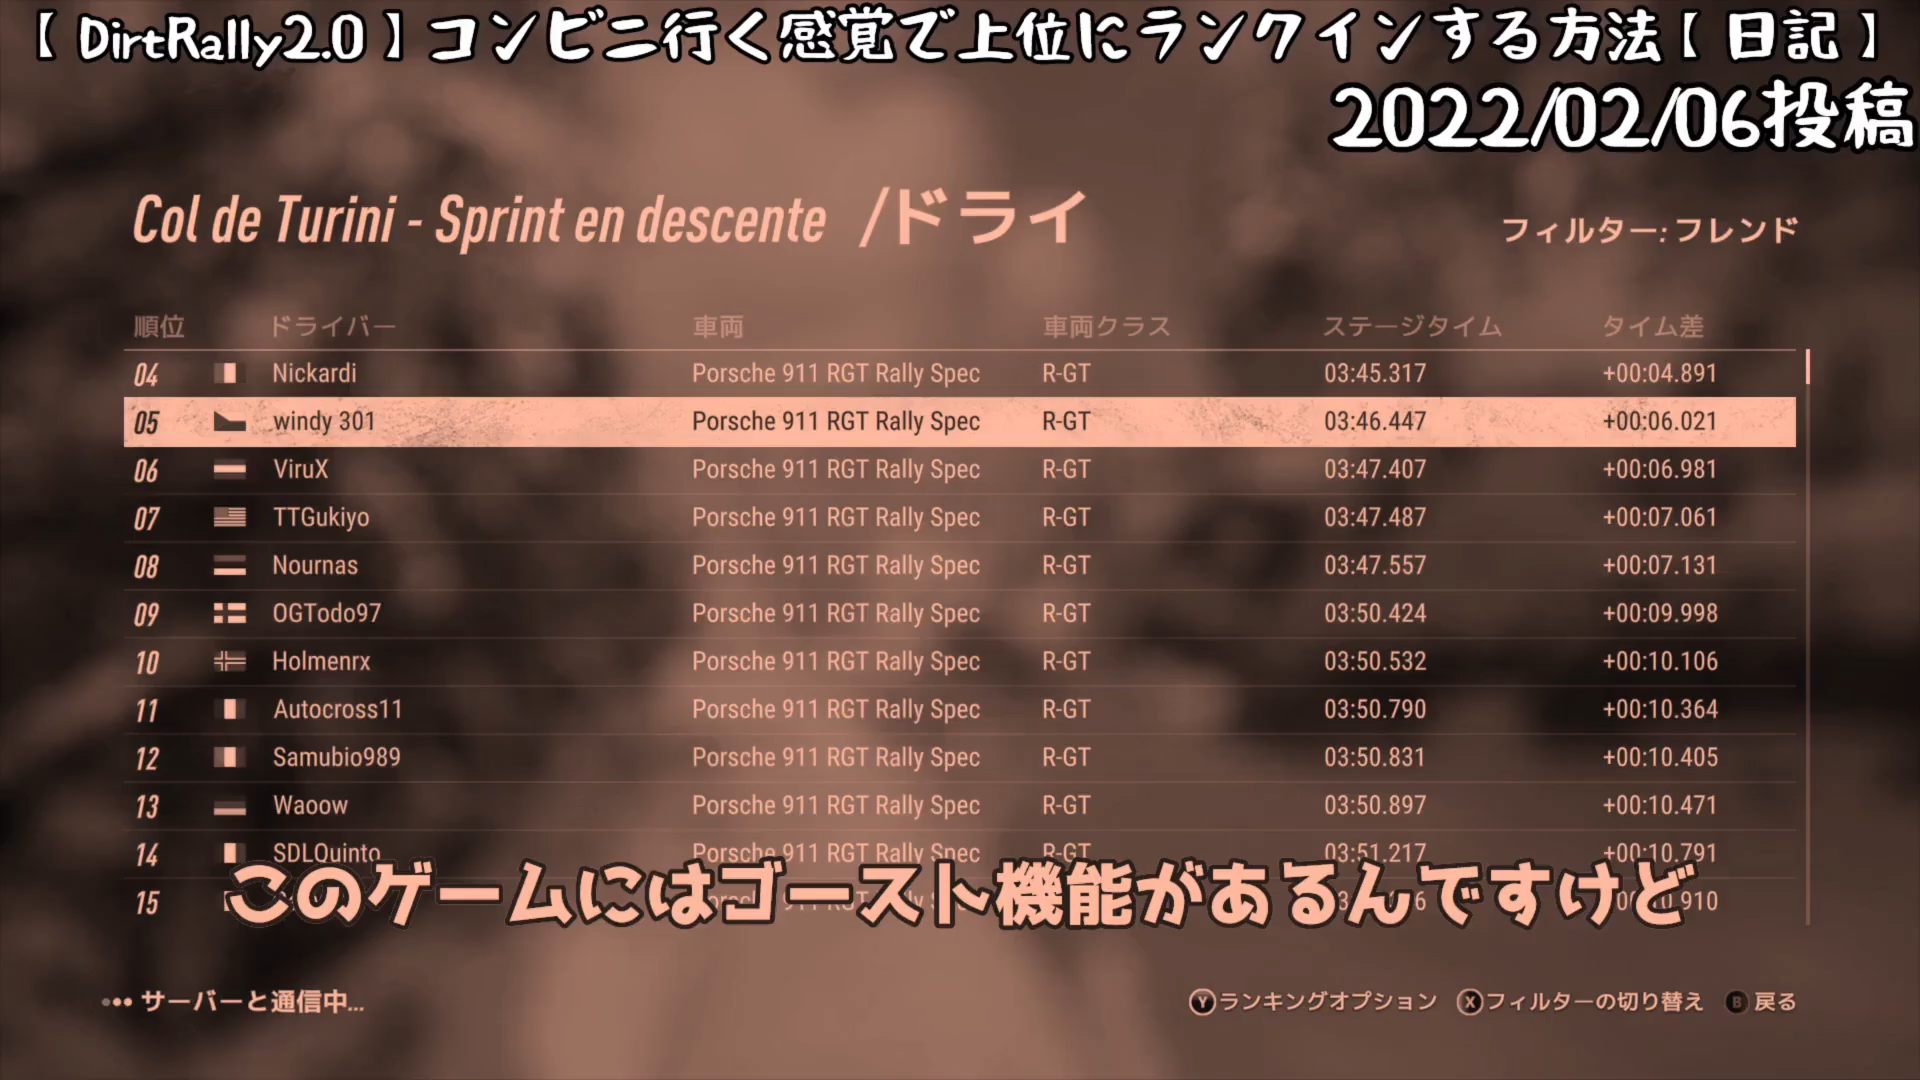 【DirtRally2.0】コンビニ行く感覚で上位にランクインする方法【日記】
2022/02/06投稿
Col de Turini - Sprint en descente /ドライ
フィルター: フレンド
順位 ドライバー 車両 車両クラス ステージタイム タイム差
04 Nickardi Porsche 911 RGT Rally Spec R-GT 03:45.317 +00:04.891
05 windy 301 Porsche 911 RGT Rally Spec R-GT 03:46.447 +00:06.021
06 ViruX Porsche 911 RGT Rally Spec R-GT 03:47.407 +00:06.981
07 TTGukiyo Porsche 911 RGT Rally Spec R-GT 03:47.487 +00:07.061
08 Nournas Porsche 911 RGT Rally Spec R-GT 03:47.557 +00:07.131
09 OGTodo97 Porsche 911 RGT Rally Spec R-GT 03:50.424 +00:09.998
10 Holmenrx Porsche 911 RGT Rally Spec R-GT 03:50.532 +00:10.106
11 Autocross11 Porsche 911 RGT Rally Spec R-GT 03:50.790 +00:10.364
12 Samubio989 Porsche 911 RGT Rally Spec R-GT 03:50.831 +00:10.405
13 Waoow Porsche 911 RGT Rally Spec R-GT 03:50.897 +00:10.471
14 SDLQuinto Porsche 911 RGT Rally Spec R-GT 03:51.217 +00:10.791
15
このゲームにはゴースト機能があるんですけど
サーバーと通信中...
Y ランキングオプション X フィルターの切り替え B 戻る